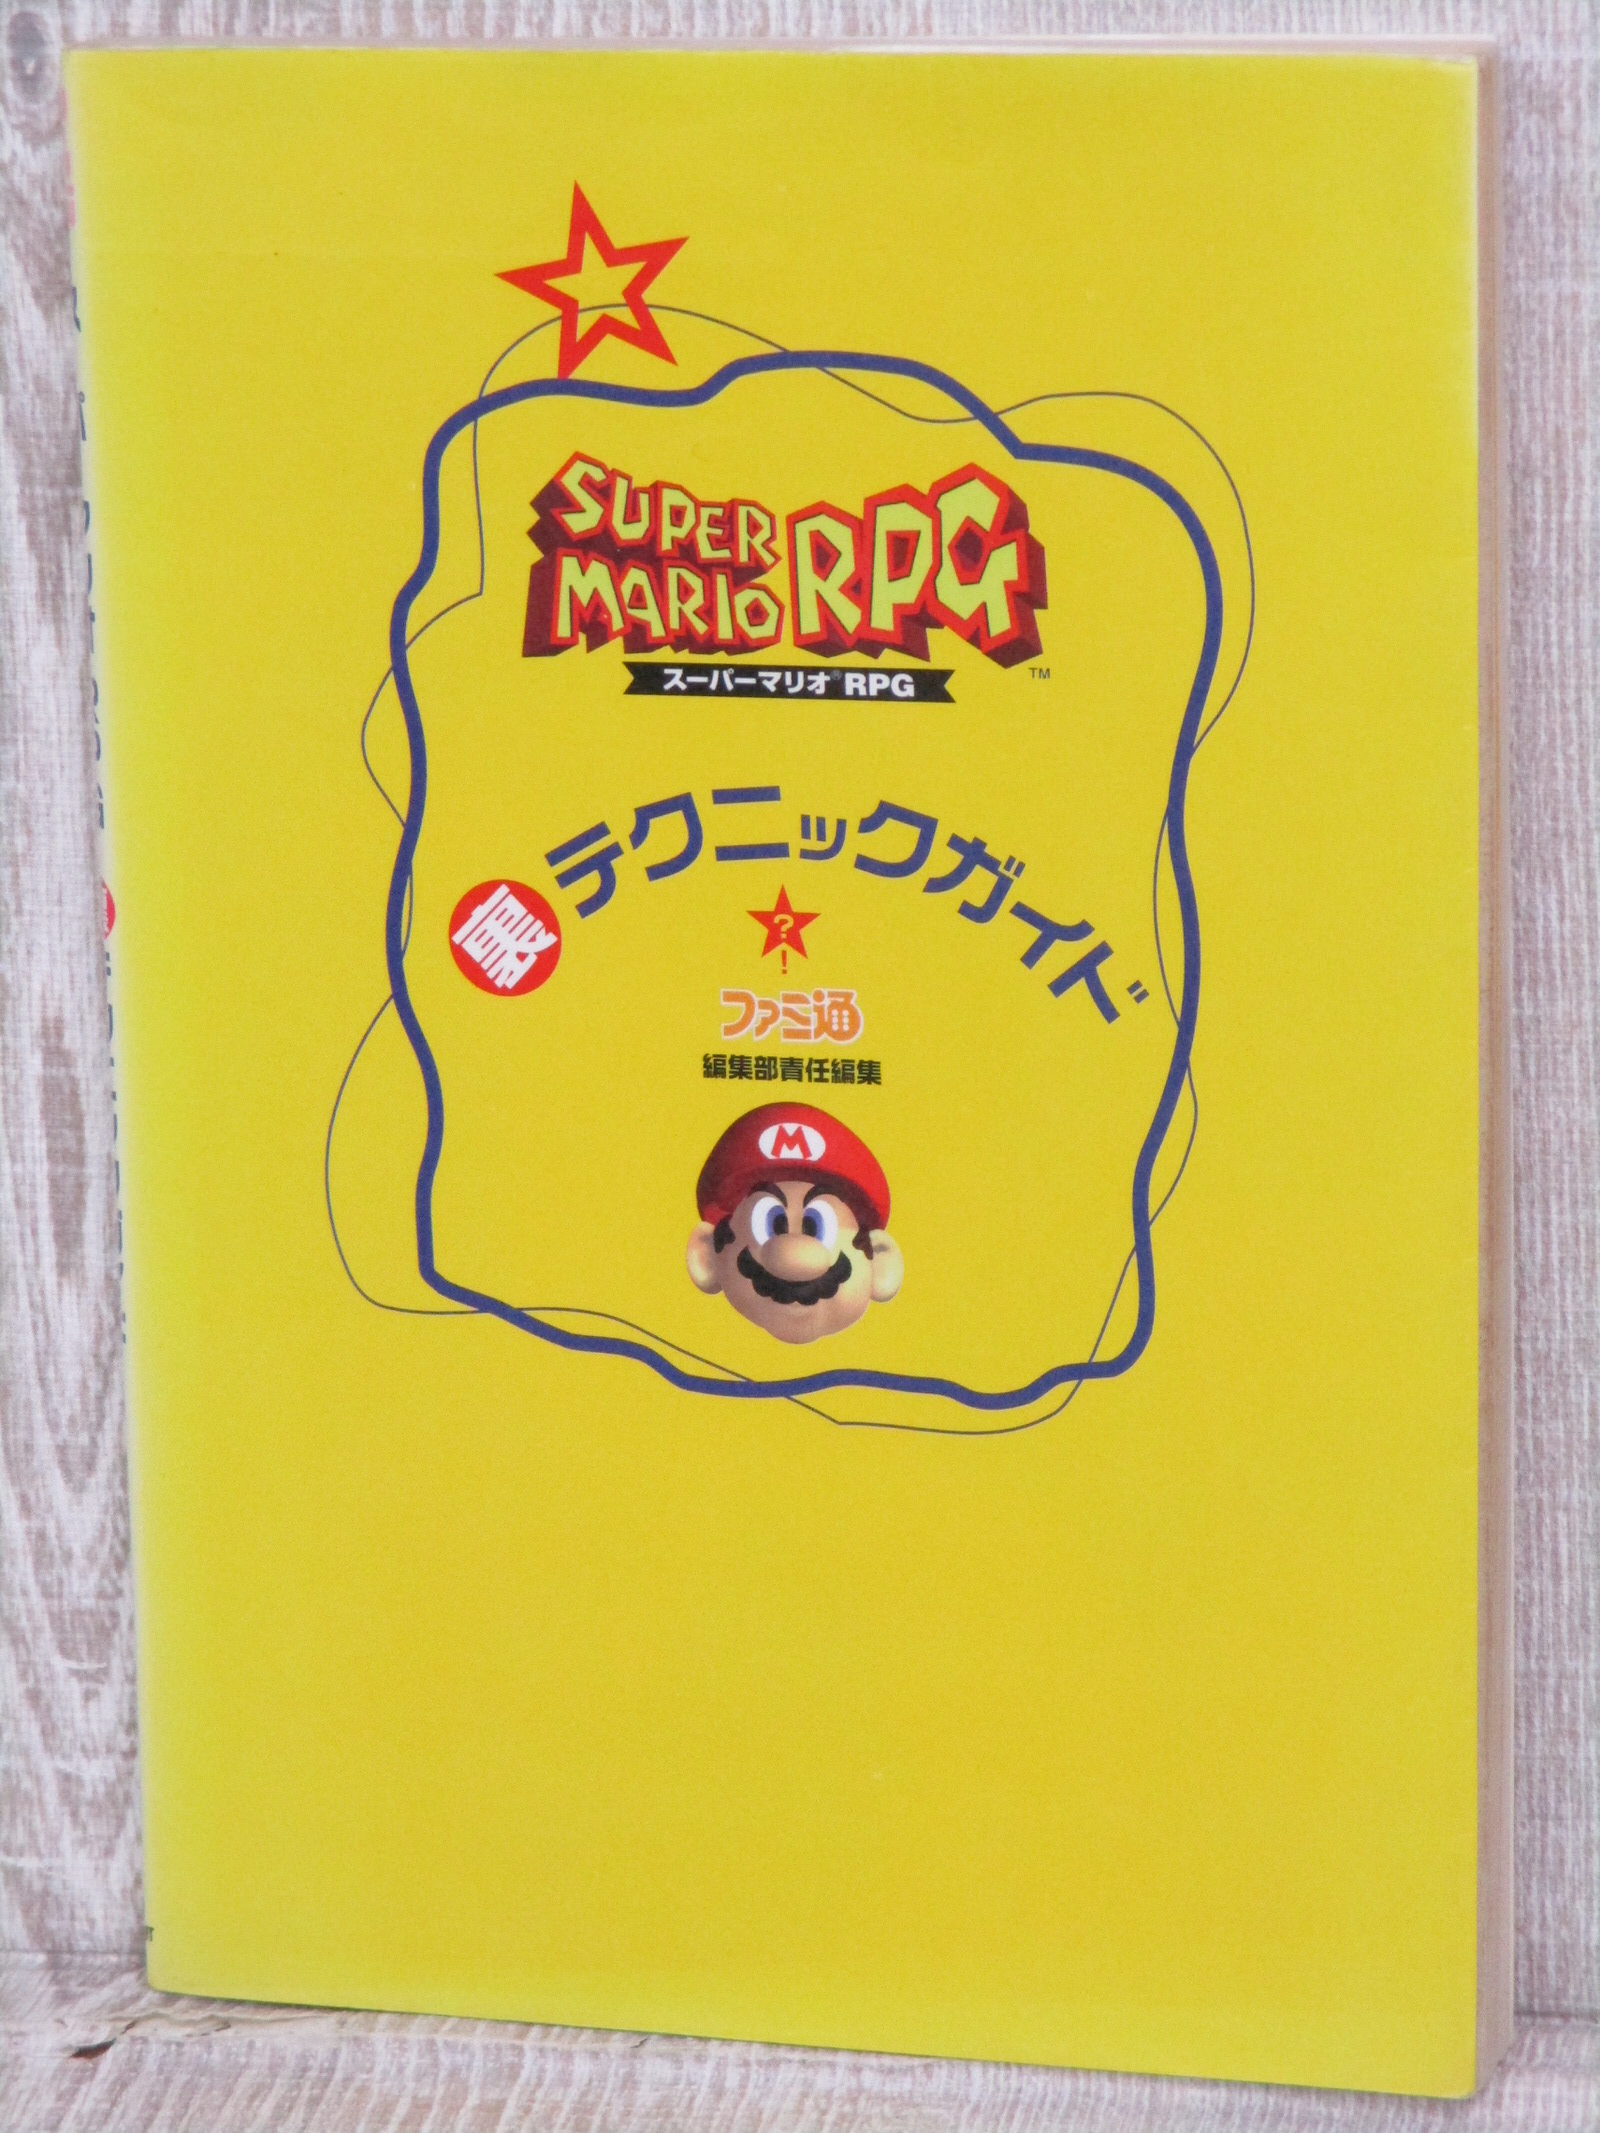 SUPER
MARIO RPG
TM
スーパーマリオ®RPG
裏テクニックガイド
?
!
ファミ通
編集部責任編集
M